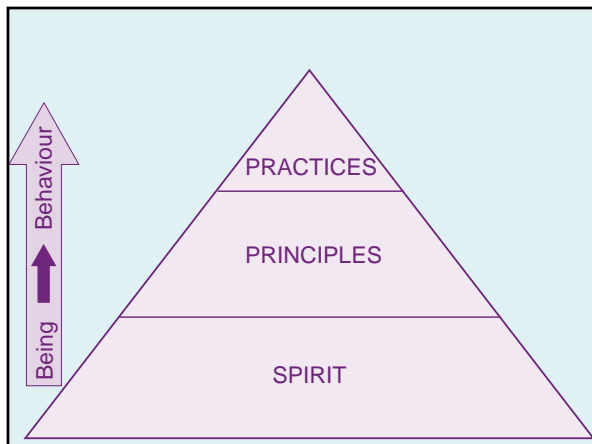 PRACTICES
PRINCIPLES
SPIRIT
Being
Behaviour